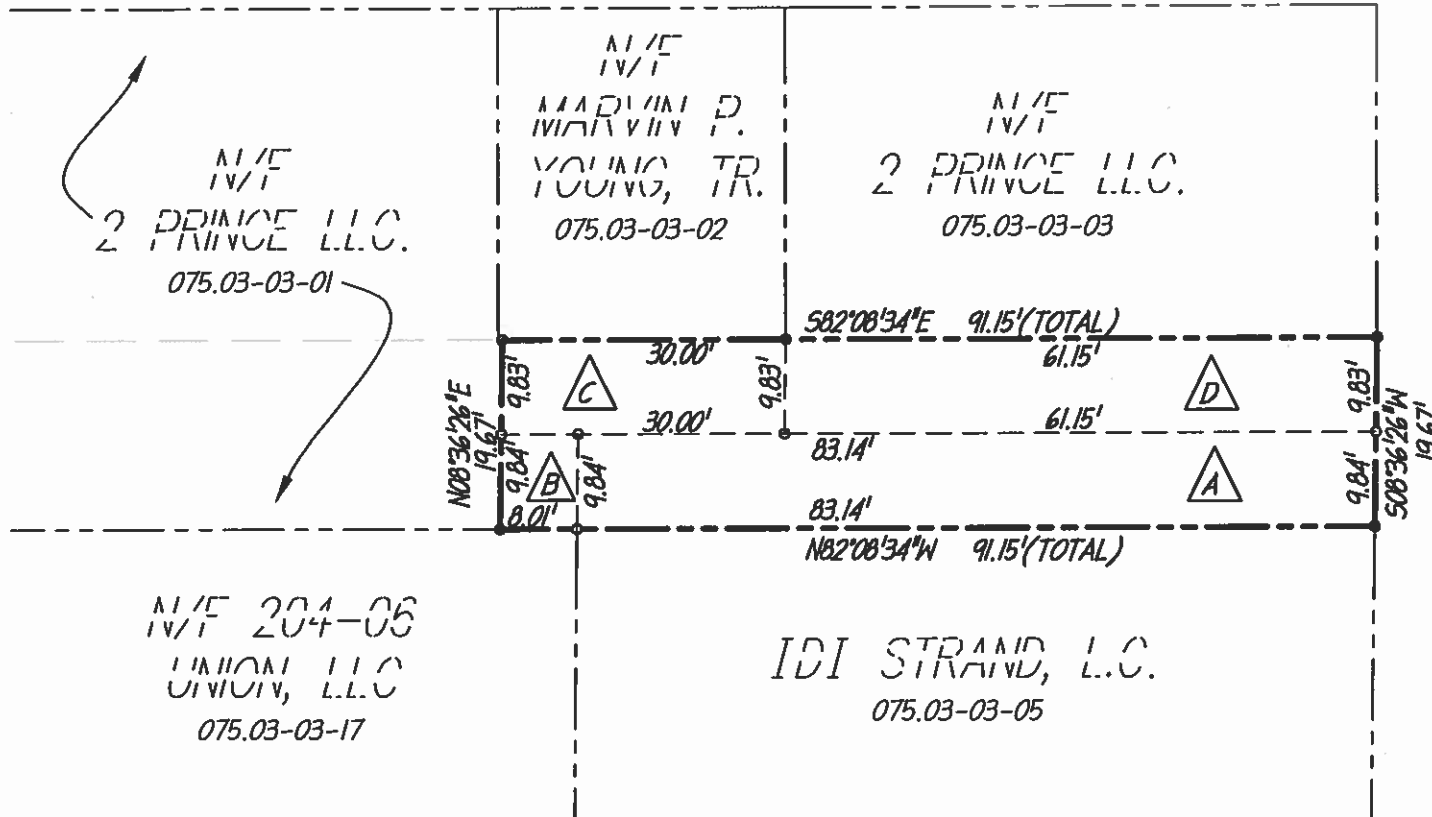 N/F
MARVIN P.
YOUNG, TR.
075.03-03-02
N/F
2 PRINCE LLC.
075.03-03-03
N/F
2 PRINCE LLC.
075.03-03-01
S82°08'34"E 91.15'(TOTAL)
30.00'
61.15'
9.83'
C
9.83'
D
9.83'
N08°36'26"E
19.67'
30.00'
61.15'
83.14'
S08°36'26"W
19.67'
9.84'
B
9.84'
A
9.84'
8.01'
83.14'
N82°08'34"W 91.15'(TOTAL)
N/F 204-06
UNION, LLC
075.03-03-17
IDI STRAND, L.C.
075.03-03-05